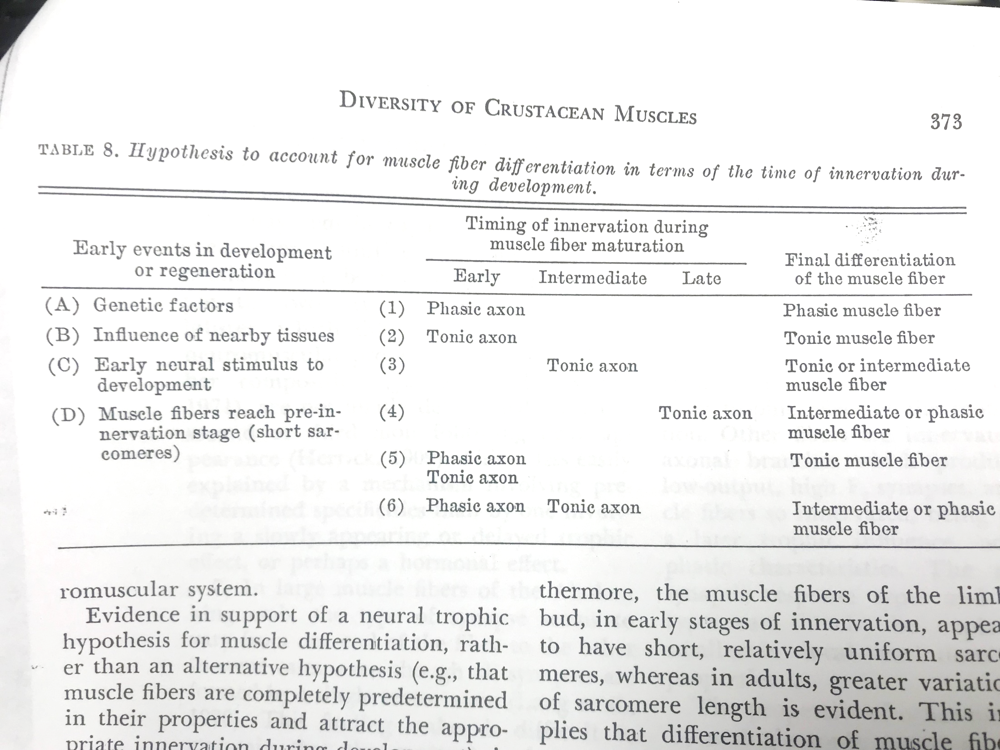 DIVERSITY OF CRUSTACEAN MUSCLES
373
TABLE 8. Hypothesis to account for muscle fiber differentiation in terms of the time of innervation dur-
ing development.
Timing of innervation during
muscle fiber maturation
Early events in development
or regeneration
Final differentiation
of the muscle fiber
Early Intermediate Late
(A) Genetic factors (1) Phasic axon Phasic muscle fiber
(B) Influence of nearby tissues (2) Tonic axon Tonic muscle fiber
(C) Early neural stimulus to (3) Tonic axon Tonic or intermediate
development muscle fiber
(D) Muscle fibers reach pre-in- (4) Tonic axon Intermediate or phasic
nervation stage (short sar- muscle fiber
comeres) (5) Phasic axon Tonic muscle fiber
Tonic axon
(6) Phasic axon Tonic axon Intermediate or phasic
muscle fiber
romuscular system.
Evidence in support of a neural trophic
hypothesis for muscle differentiation, rath-
er than an alternative hypothesis (e.g., that
muscle fibers are completely predetermined
in their properties and attract the appro-
priate innervation during
thermore, the muscle fibers of the
bud, in early stages of innervation,
to have short, relatively uniform
meres, whereas in adults, greater
of sarcomere length is evident. This
plies that differentiation of muscle